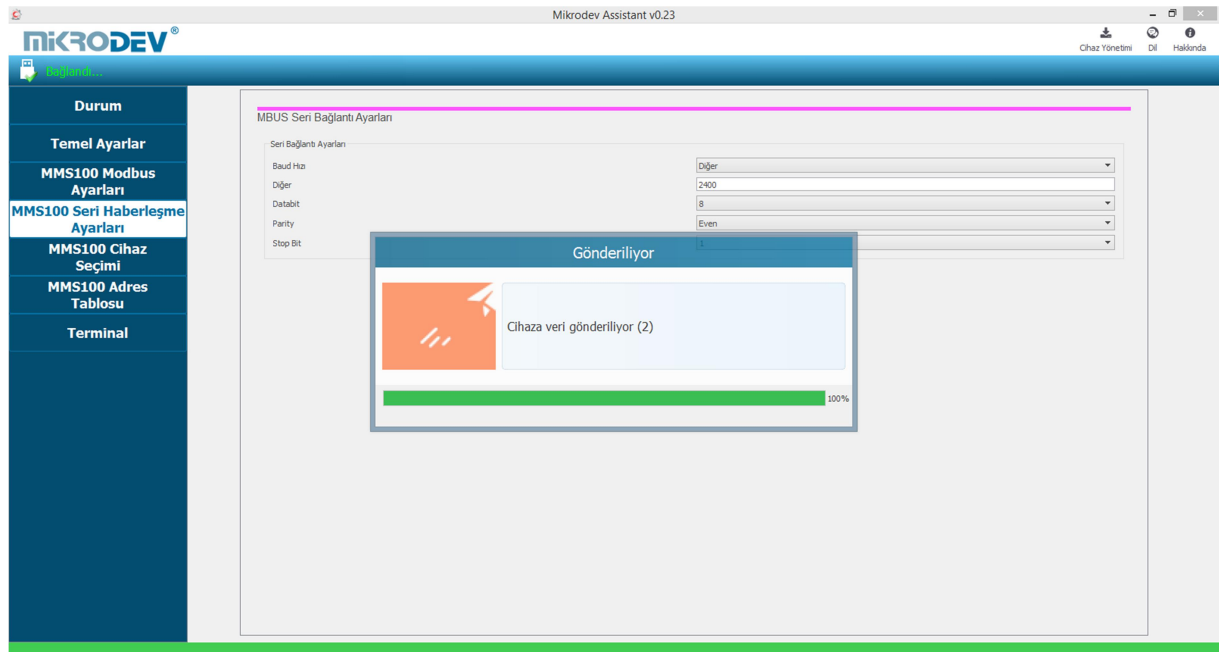 Mikrodev Assistant v0.23
MiKRODEV®
Cihaz Yönetimi
Dil
Hakkında
Bağlandı...
Durum
Temel Ayarlar
MMS100 Modbus
Ayarları
MMS100 Seri Haberleşme
Ayarları
MMS100 Cihaz
Seçimi
MMS100 Adres
Tablosu
Terminal
MBUS Seri Bağlantı Ayarları
Seri Bağlantı Ayarları
Baud Hızı
Diğer
Diğer
2400
Databit
8
Parity
Even
Stop Bit
1
Gönderiliyor
Cihaza veri gönderiliyor (2)
100%